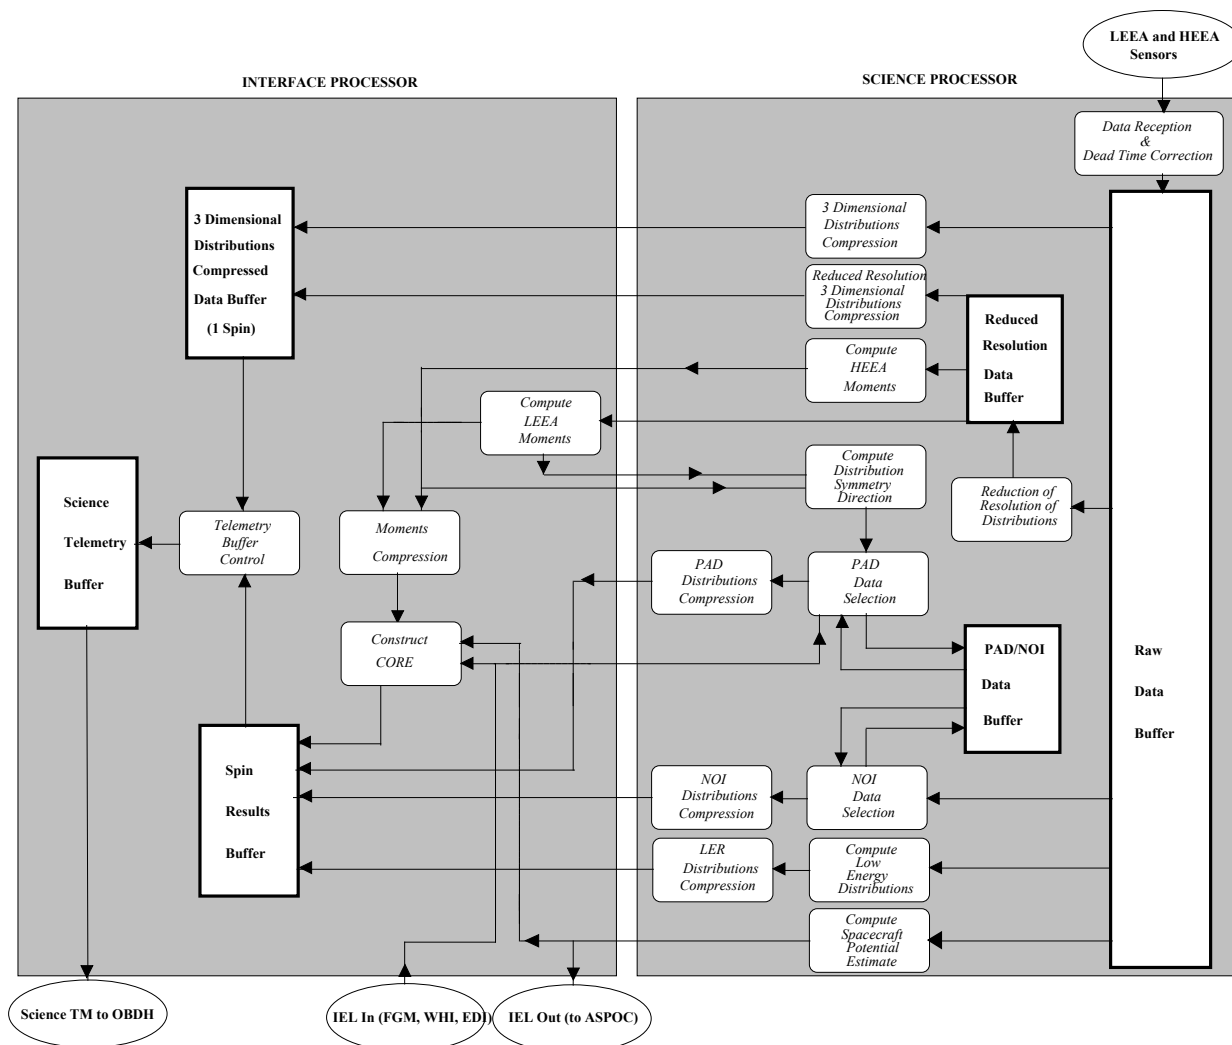 LEEA and HEEA
Sensors
INTERFACE PROCESSOR
SCIENCE PROCESSOR
Data Reception
&
Dead Time Correction
3 Dimensional
Distributions
Compressed
Data Buffer
(1 Spin)
3 Dimensional
Distributions
Compression
Reduced Resolution
3 Dimensional
Distributions
Compression
Reduced
Resolution
Data
Buffer
Compute
HEEA
Moments
Compute
LEEA
Moments
Compute
Distribution
Symmetry
Direction
Reduction of
Resolution of
Distributions
Science
Telemetry
Buffer
Telemetry
Buffer
Control
Moments
Compression
PAD
Distributions
Compression
PAD
Data
Selection
Construct
CORE
PAD/NOI
Data
Buffer
Raw
Data
Buffer
Spin
Results
Buffer
NOI
Distributions
Compression
NOI
Data
Selection
LER
Distributions
Compression
Compute
Low
Energy
Distributions
Compute
Spacecraft
Potential
Estimate
Science TM to OBDH
IEL In (FGM, WHI, EDI)
IEL Out (to ASPOC)